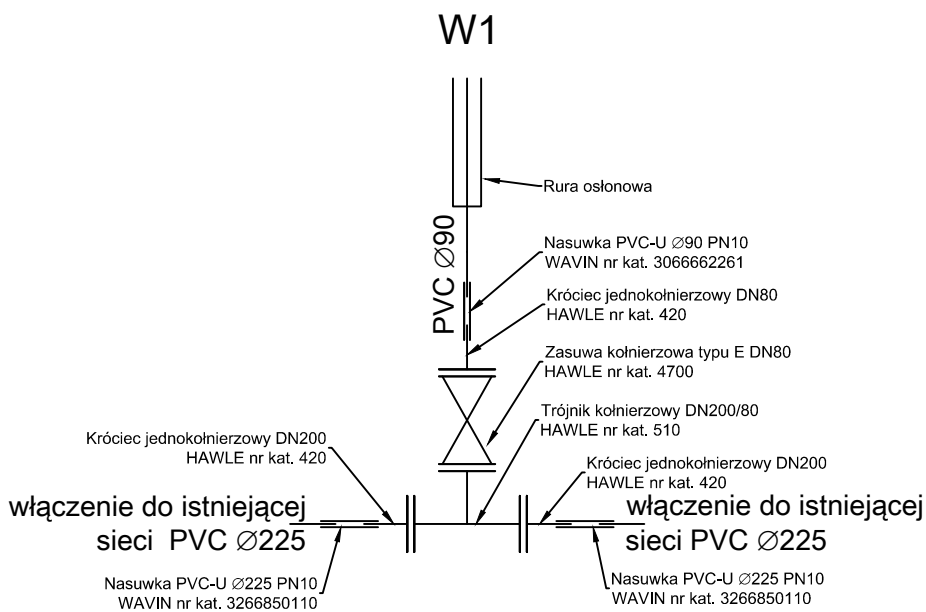 W1
Rura osłonowa
PVC ∅90
Nasuwka PVC-U ∅90 PN10
WAVIN nr kat. 3066662261
Króciec jednokołnierzowy DN80
HAWLE nr kat. 420
Zasuwa kołnierzowa typu E DN80
HAWLE nr kat. 4700
Trójnik kołnierzowy DN200/80
HAWLE nr kat. 510
Króciec jednokołnierzowy DN200
HAWLE nr kat. 420
Króciec jednokołnierzowy DN200
HAWLE nr kat. 420
włączenie do istniejącej
sieci PVC ∅225
włączenie do istniejącej
sieci PVC ∅225
Nasuwka PVC-U ∅225 PN10
WAVIN nr kat. 3266850110
Nasuwka PVC-U ∅225 PN10
WAVIN nr kat. 3266850110